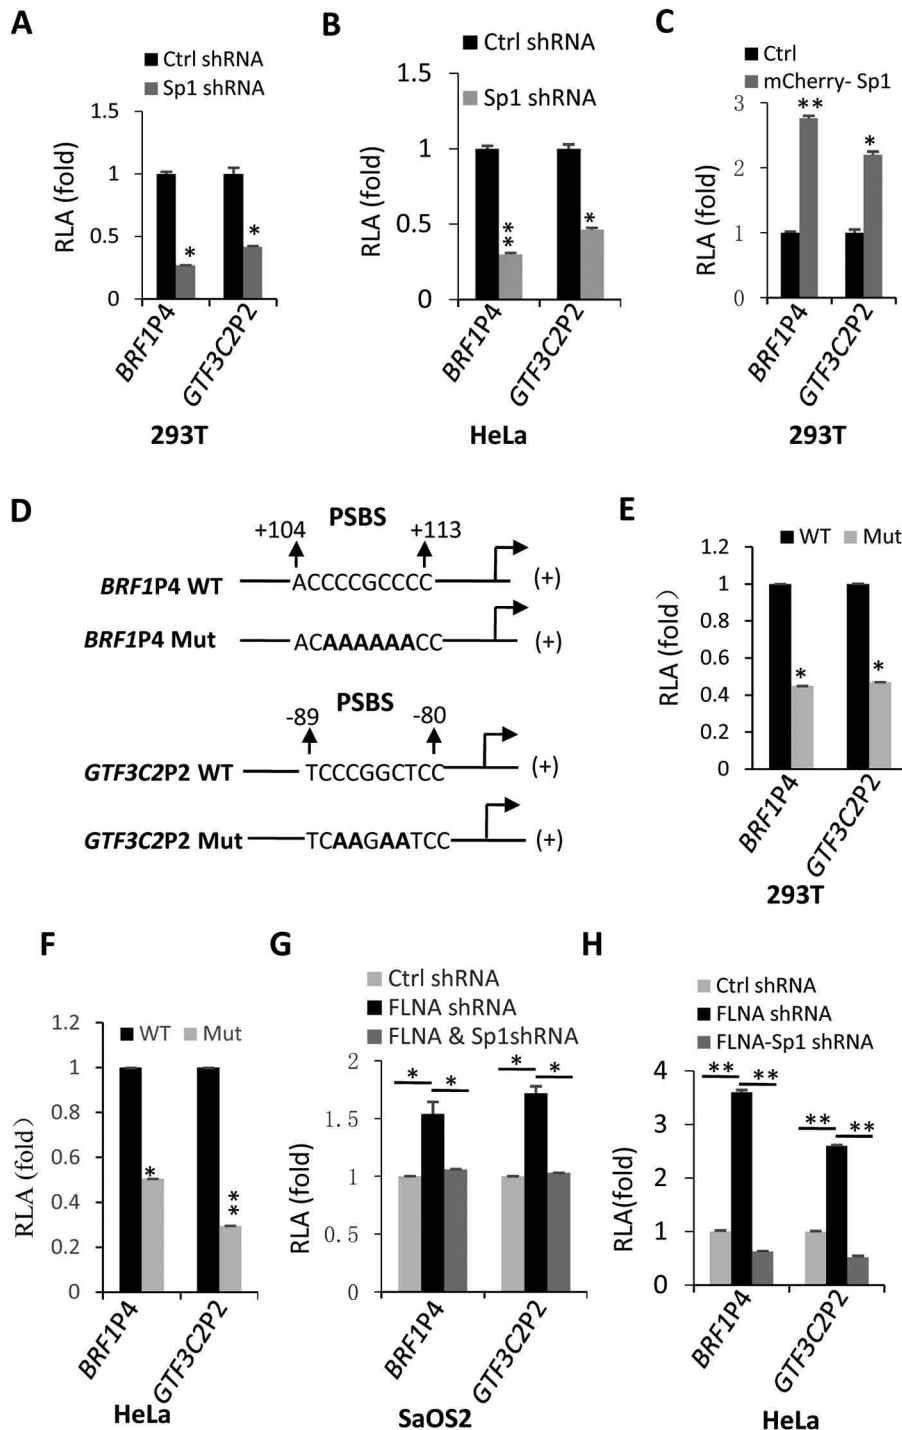 A
Ctrl shRNA
Sp1 shRNA
RLA (fold)
1.5
1
0.5
0
*
*
BRF1P4
GTF3C2P2
293T
B
Ctrl shRNA
Sp1 shRNA
RLA (fold)
1.5
1
0.5
0
**
*
BRF1P4
GTF3C2P2
HeLa
C
Ctrl
mCherry- Sp1
RLA (fold)
3
2
1
0
**
*
BRF1P4
GTF3C2P2
293T
D
PSBS
+104
+113
BRF1P4 WT
ACCCCGCCCC
(+)
BRF1P4 Mut
ACAAAAAACC
(+)
PSBS
-89
-80
GTF3C2P2 WT
TCCCGGCTCC
(+)
GTF3C2P2 Mut
TCAAGAATCC
(+)
E
WT
Mut
RLA (fold)
1.2
1
0.8
0.6
0.4
0.2
0
*
*
BRF1P4
GTF3C2P2
293T
F
WT
Mut
RLA (fold)
1.2
1
0.8
0.6
0.4
0.2
0
*
**
BRF1P4
GTF3C2P2
HeLa
G
Ctrl shRNA
FLNA shRNA
FLNA & Sp1shRNA
RLA (fold)
2
1.5
1
0.5
0
*
*
*
*
BRF1P4
GTF3C2P2
SaOS2
H
Ctrl shRNA
FLNA shRNA
FLNA-Sp1 shRNA
RLA(fold)
4
3
2
1
0
**
**
**
**
BRF1P4
GTF3C2P2
HeLa